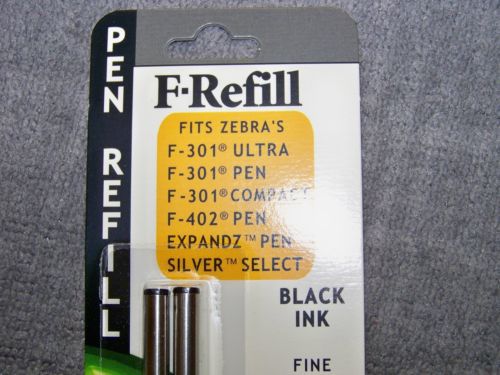 PEN REFILL
F-Refill
FITS ZEBRA'S
F-301® ULTRA
F-301® PEN
F-301® COMPACT
F-402® PEN
EXPANDZ™ PEN
SILVER™ SELECT
BLACK
INK
FINE